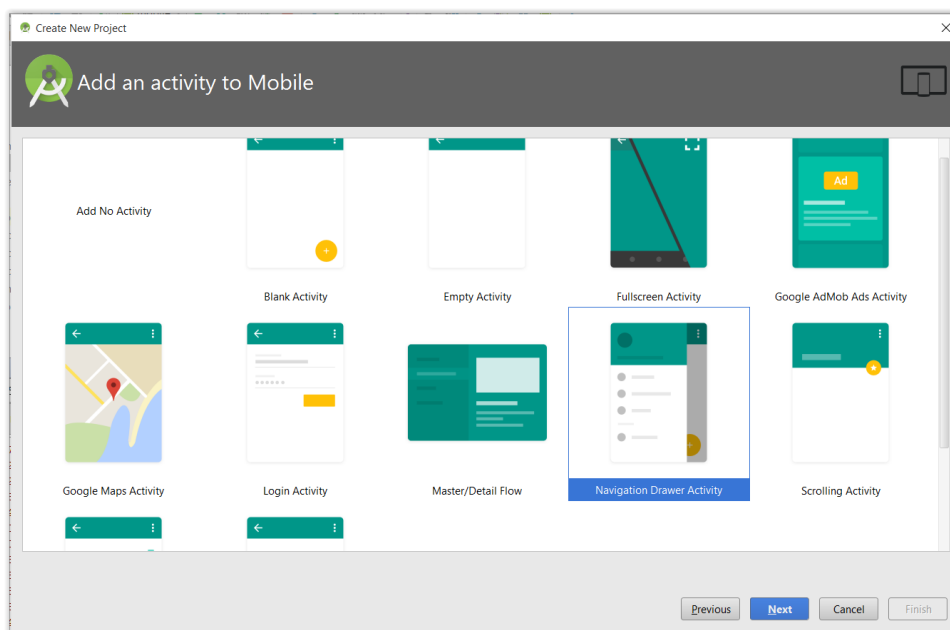 Create New Project
Add an activity to Mobile
Ad
Add No Activity
Blank Activity
Empty Activity
Fullscreen Activity
Google AdMob Ads Activity
Google Maps Activity
Login Activity
Master/Detail Flow
Navigation Drawer Activity
Scrolling Activity
Previous
Next
Cancel
Finish